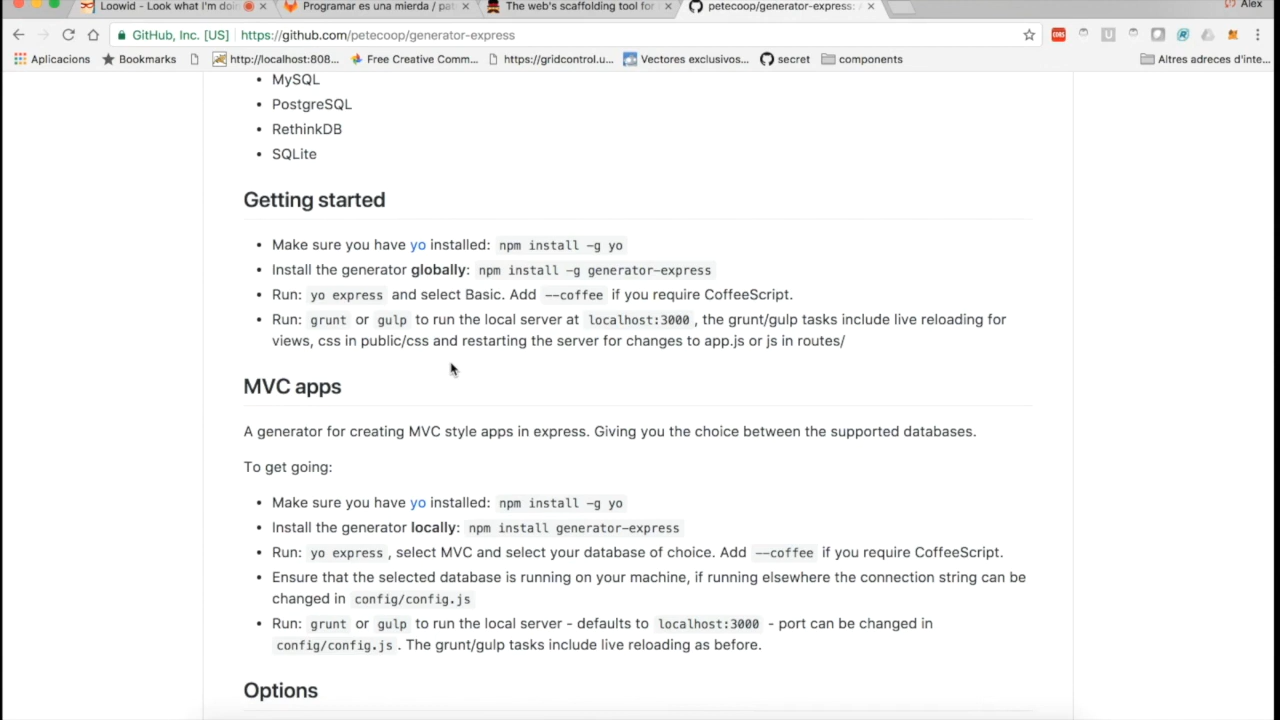 Loowid - Look what I'm doi
Programar es una mierda / pat
The web's scaffolding tool for
petecoop/generator-express:
Alex
GitHub, Inc. [US]
https://github.com/petecoop/generator-express
Aplicacions
Bookmarks
http://localhost:808...
Free Creative Comm...
https://gridcontrol.u...
Vectores exclusivos...
secret
components
Altres adreces d'inte...
• MySQL
• PostgreSQL
• RethinkDB
• SQLite
Getting started
• Make sure you have yo installed: npm install -g yo
• Install the generator globally: npm install -g generator-express
• Run: yo express and select Basic. Add --coffee if you require CoffeeScript.
• Run: grunt or gulp to run the local server at localhost:3000, the grunt/gulp tasks include live reloading for
views, css in public/css and restarting the server for changes to app.js or js in routes/
MVC apps
A generator for creating MVC style apps in express. Giving you the choice between the supported databases.
To get going:
• Make sure you have yo installed: npm install -g yo
• Install the generator locally: npm install generator-express
• Run: yo express, select MVC and select your database of choice. Add --coffee if you require CoffeeScript.
• Ensure that the selected database is running on your machine, if running elsewhere the connection string can be
changed in config/config.js
• Run: grunt or gulp to run the local server - defaults to localhost:3000 - port can be changed in
config/config.js. The grunt/gulp tasks include live reloading as before.
Options